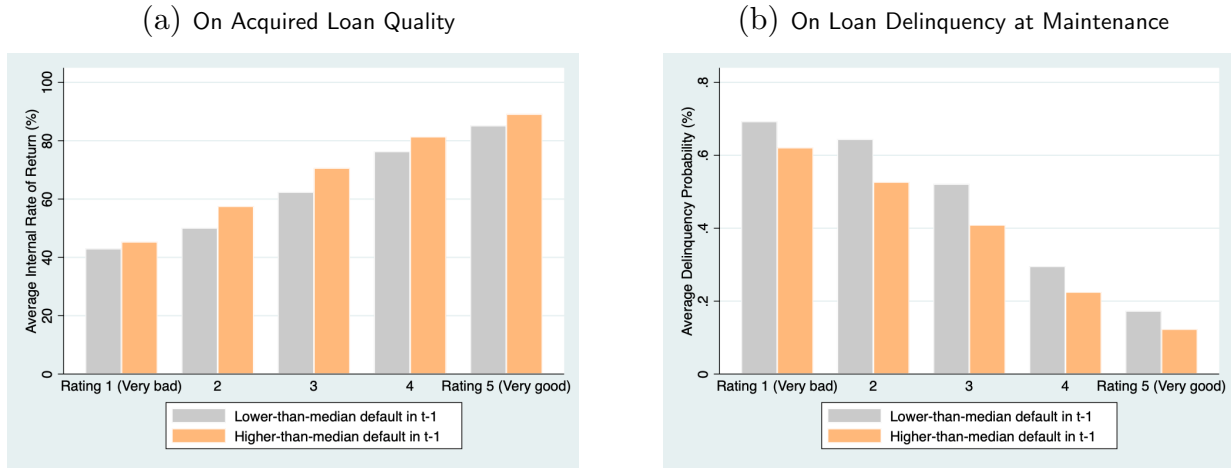 (a) On Acquired Loan Quality
Average Internal Rate of Return (%)
100
80
60
40
20
0
Rating 1 (Very bad) 2 3 4 Rating 5 (Very good)
Lower-than-median default in t-1
Higher-than-median default in t-1
(b) On Loan Delinquency at Maintenance
Average Delinquency Probability (%)
.8
.6
.4
.2
0
Rating 1 (Very bad) 2 3 4 Rating 5 (Very good)
Lower-than-median default in t-1
Higher-than-median default in t-1